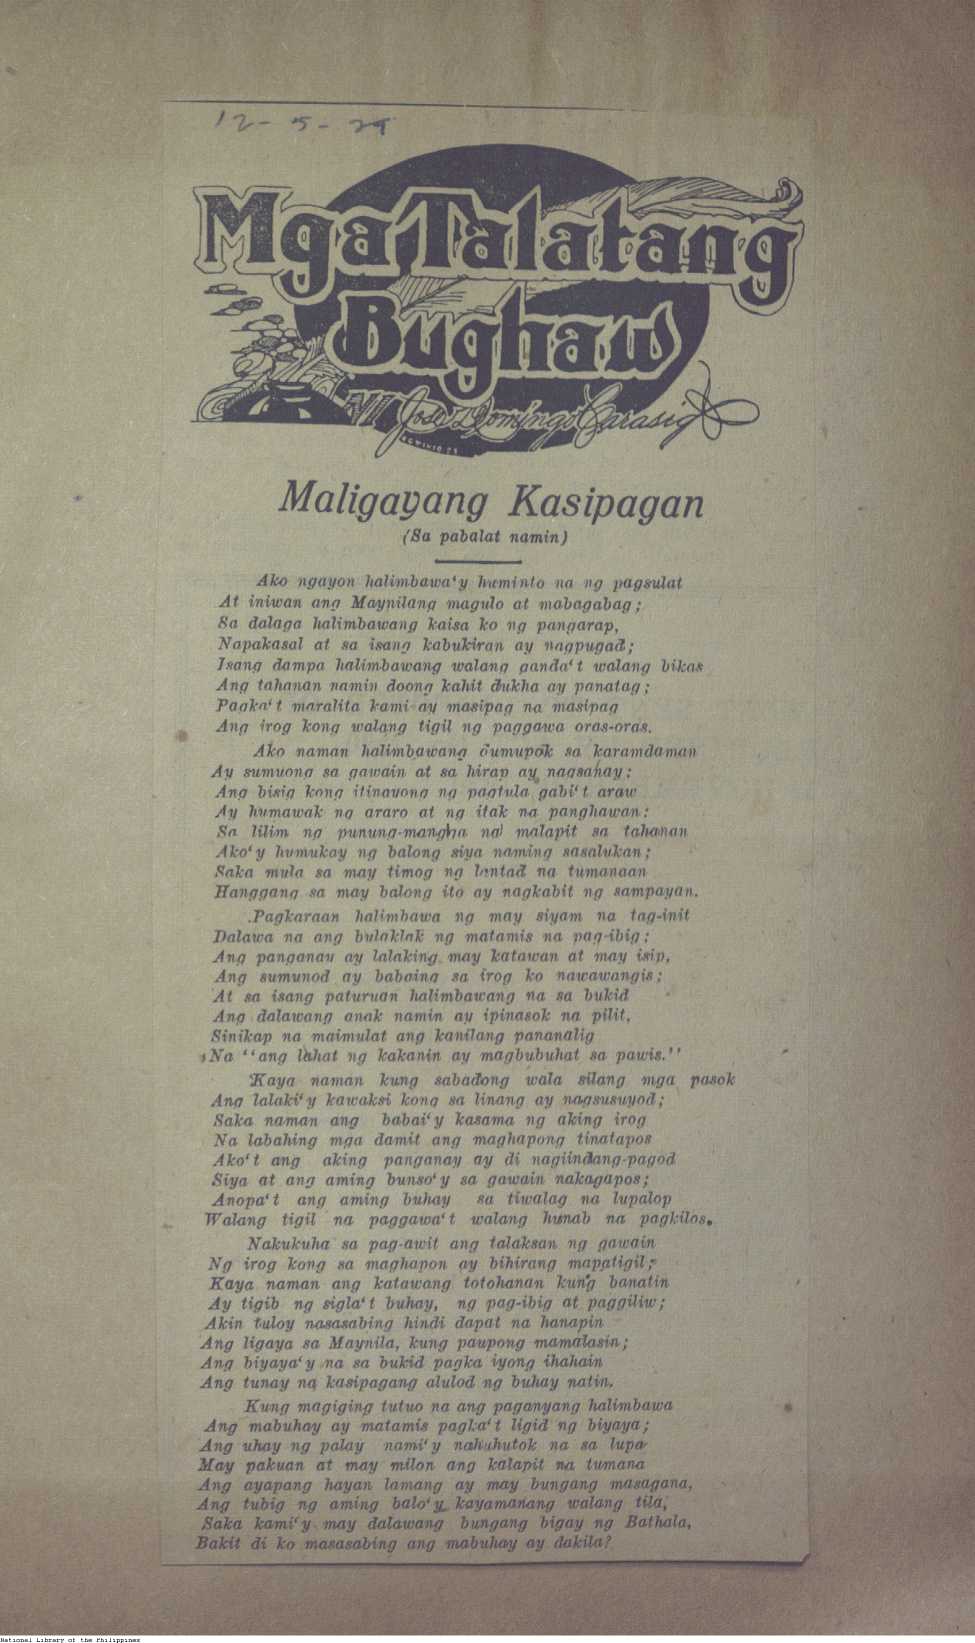 12-5-29
Mga Talatang
Bughaw
NI Jose Domingo Carasig
Maligayang Kasipagan
(Sa pabalat namin)
Ako ngayon halimbawa‘y huminto na ng pagsulat
At iniwan ang Maynilang magulo at mabagabag;
Sa dalaga halimbawang kaisa ko ng pangarap,
Napakasal at sa isang kabukiran ay nagpugad;
Isang dampa halimbawang walang ganda‘t walang bikas
Ang tahanan namin doong kahit dukha ay panatag;
Pagka‘t maralita kami ay masipag na masipag
Ang irog kong walang tigil ng paggawa oras-oras.
Ako naman halimbawang dumupok sa karamdaman
Ay sumuong sa gawain at sa hirap ay nagsanay;
Ang bisig kong itinuyong ng pagtula gabi‘t araw
Ay humawak ng araro at ng itak na panghawan;
Sa lilim ng punung-mangha na malapit sa tahanan
Ako‘y humukay ng balong siya naming sasalukan;
Saka mula sa may timog ng lantad na tumanaan
Hanggang sa may balong ito ay nagkabit ng sampayan.
Pagkaraan halimbawa ng may siyam na tag-init
Dalawa na ang bulaklak ng matamis na pag-ibig;
Ang panganay ay lalaking may katawan at may isip,
Ang sumunod ay babaing sa irog ko nawawangis;
At sa isang paturuan halimbawang na sa bukid
Ang dalawang anak namin ay ipinasok na pilit,
Sinikap na maimulat ang kanilang pananalig
Na “ang lahat ng kakanin ay magbubuhat sa pawis.”
Kaya naman kung sabadong wala silang mga pasok
Ang lalaki‘y kawaksi kong sa linang ay nagsusuyod;
Saka naman ang babai‘y kasama ng aking irog
Na labahing mga damit ang maghapong tinatapos
Ako‘t ang aking panganay ay di nagiindang-pagod
Siya at ang aming bunso‘y sa gawain nakagapos;
Anopa‘t ang aming buhay sa tiwalag na lupalop
Walang tigil na paggawa‘t walang hunab na pagkilos.
Nakukuha sa pag-awit ang talaksan ng gawain
Ng irog kong sa maghapon ay bihirang mapatigil;
Kaya naman ang katawang totohanan kung banatin
Ay tigib ng sigla‘t buhay, ng pag-ibig at paggiliw;
Akin tuloy nasasabing hindi dapat na hanapin
Ang ligaya sa Maynila, kung paupong mamalasin;
Ang biyaya‘y na sa bukid pagka iyong ihahain
Ang tunay na kasipagang alulod ng buhay natin.
Kung magiging tutuo na ang paganyang halimbawa
Ang mabuhay ay matamis pagka‘t ligid ng biyaya;
Ang uhay ng palay nami‘y nahuhutok na sa lupa
May pakuan at may milon ang kalapit na tumana
Ang ayapang hayan lamang ay may bungang masagana,
Ang tubig ng aming balo‘y kayamanang walang tila,
Saka kami‘y may dalawang bungang bigay ng Bathala,
Bakit di ko masasabing ang mabuhay ay dakila?
National Library of the Philippines